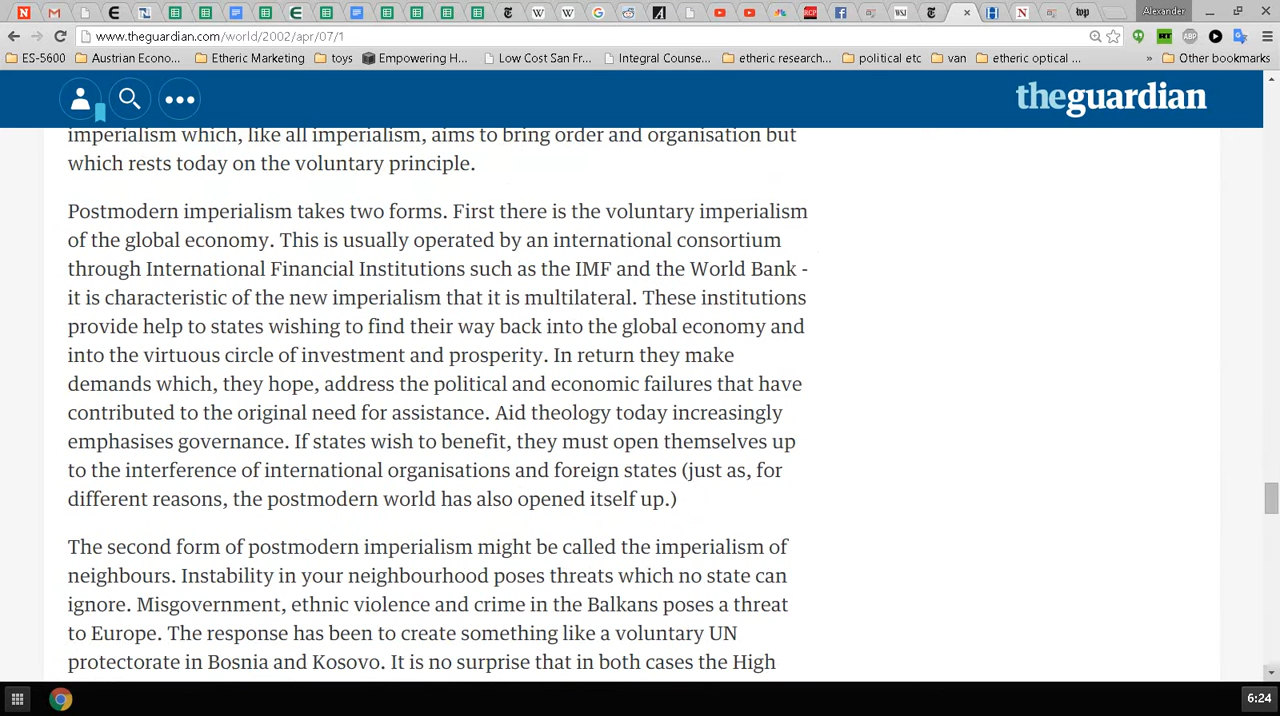 Alexander
www.theguardian.com/world/2002/apr/07/1
ES-5600
Austrian Econo...
Etheric Marketing
toys
Empowering H...
Low Cost San Fr...
Integral Counse...
etheric research...
political etc
van
etheric optical ...
»
Other bookmarks
theguardian
imperialism which, like all imperialism, aims to bring order and organisation but
which rests today on the voluntary principle.
Postmodern imperialism takes two forms. First there is the voluntary imperialism
of the global economy. This is usually operated by an international consortium
through International Financial Institutions such as the IMF and the World Bank -
it is characteristic of the new imperialism that it is multilateral. These institutions
provide help to states wishing to find their way back into the global economy and
into the virtuous circle of investment and prosperity. In return they make
demands which, they hope, address the political and economic failures that have
contributed to the original need for assistance. Aid theology today increasingly
emphasises governance. If states wish to benefit, they must open themselves up
to the interference of international organisations and foreign states (just as, for
different reasons, the postmodern world has also opened itself up.)
The second form of postmodern imperialism might be called the imperialism of
neighbours. Instability in your neighbourhood poses threats which no state can
ignore. Misgovernment, ethnic violence and crime in the Balkans poses a threat
to Europe. The response has been to create something like a voluntary UN
protectorate in Bosnia and Kosovo. It is no surprise that in both cases the High
6:24